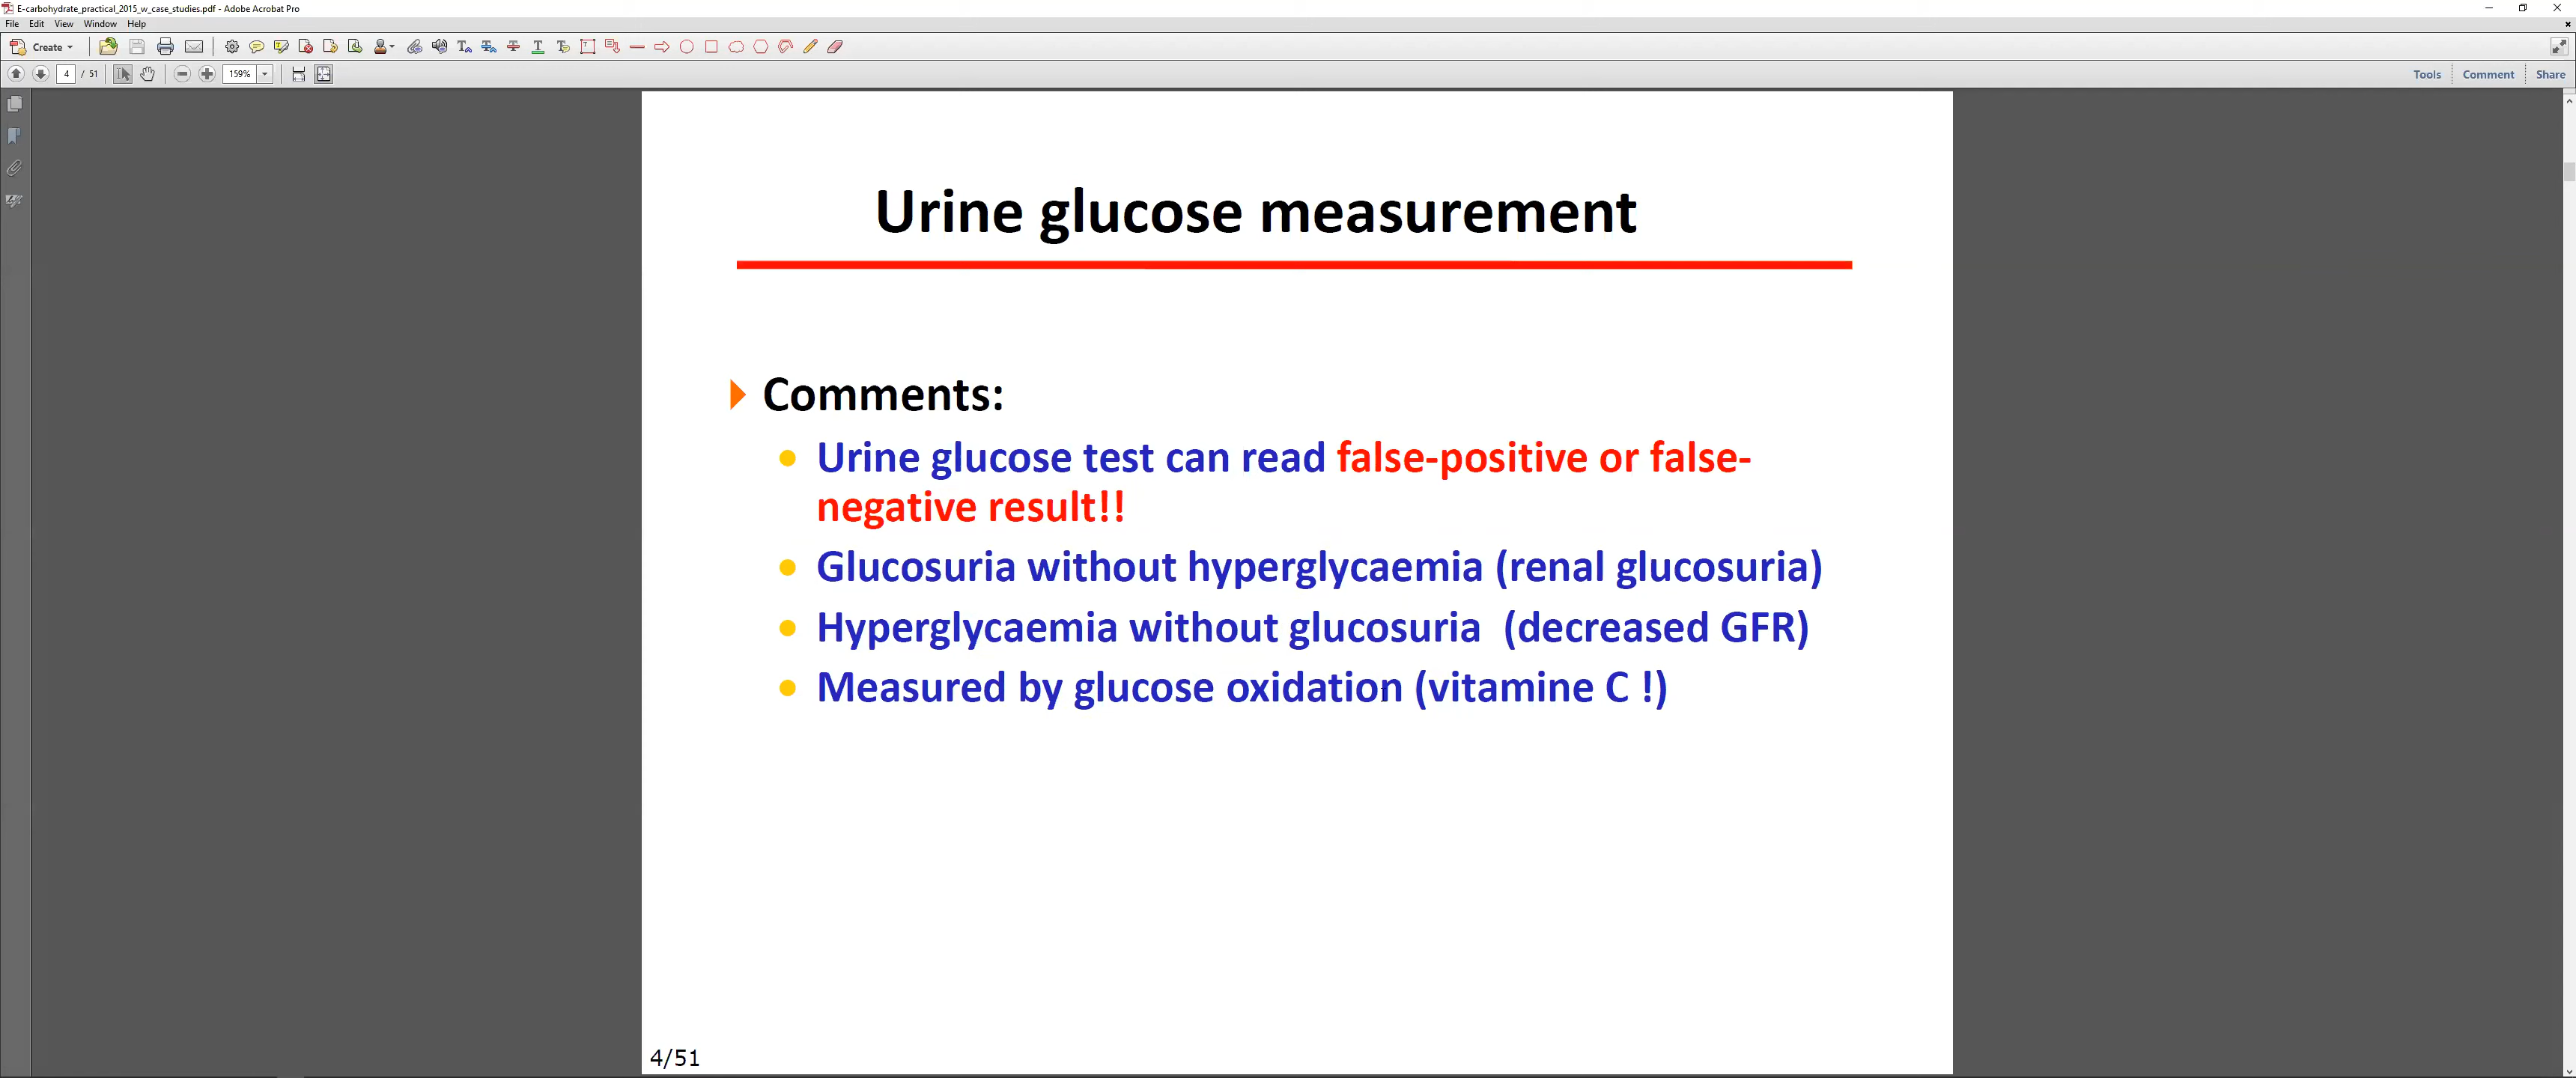 E-carbohydrate_practical_2015_w_case_studies.pdf - Adobe Acrobat Pro
File Edit View Window Help
Create
4 / 51 159% Tools Comment Share
Urine glucose measurement
Comments:
Urine glucose test can read false-positive or false-
negative result!!
Glucosuria without hyperglycaemia (renal glucosuria)
Hyperglycaemia without glucosuria (decreased GFR)
Measured by glucose oxidation (vitamine C !)
4/51